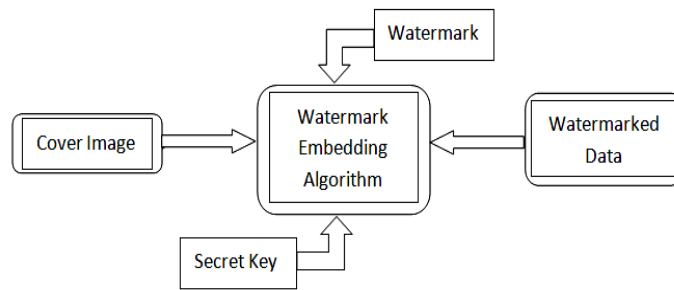 Watermark
Cover Image
Watermark
Embedding
Algorithm
Watermarked
Data
Secret Key